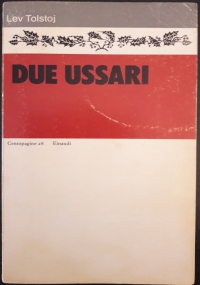 Lev Tolstoj
DUE USSARI
Centopagine 28 Einaudi